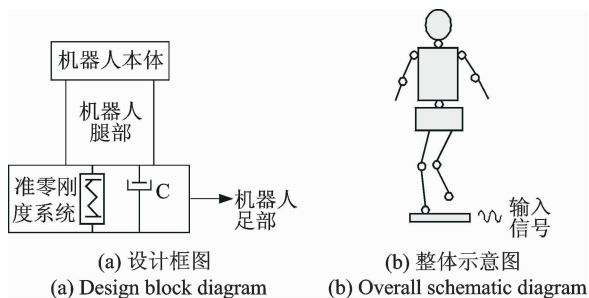 机器人本体
机器人
腿部
准零刚
度系统
C
机器人
足部
输入
信号
(a) 设计框图
(a) Design block diagram
(b) 整体示意图
(b) Overall schematic diagram